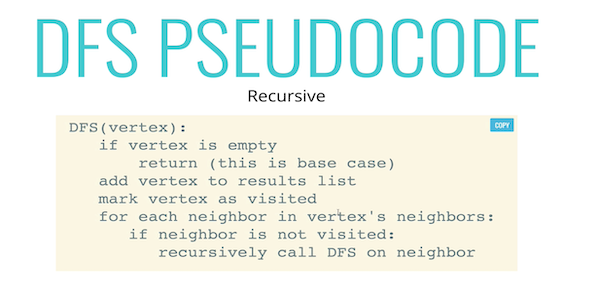 DFS PSEUDOCODE
Recursive
COPY
DFS(vertex):
if vertex is empty
return (this is base case)
add vertex to results list
mark vertex as visited
for each neighbor in vertex's neighbors:
if neighbor is not visited:
recursively call DFS on neighbor